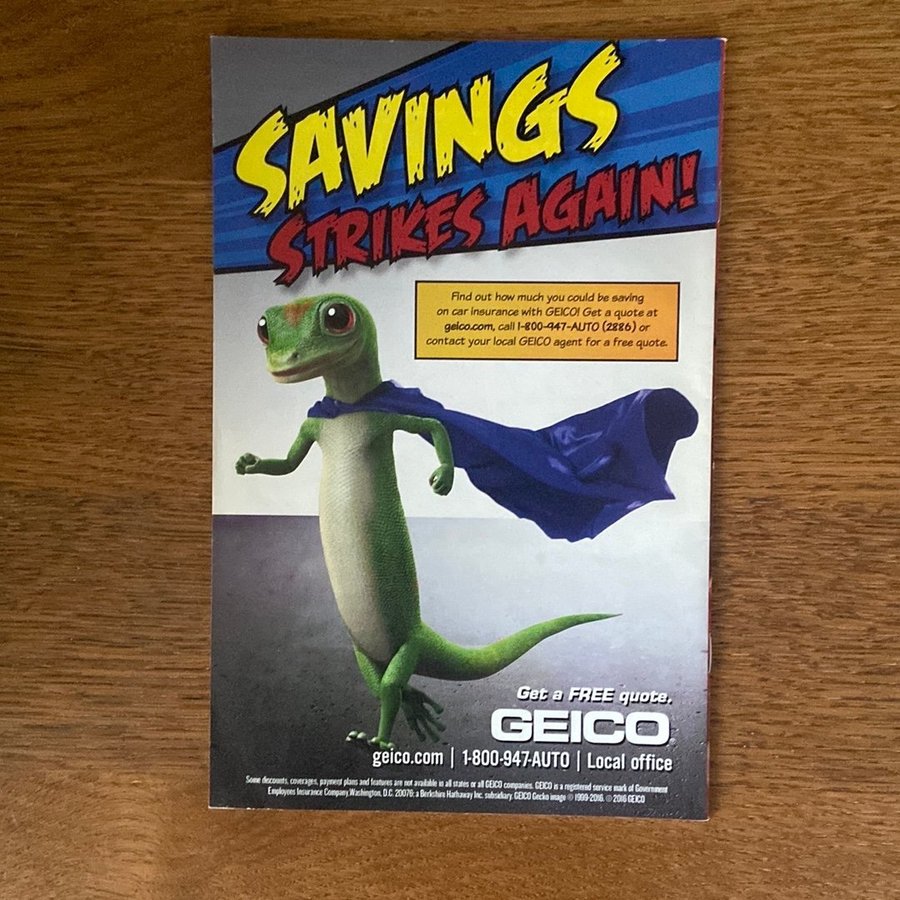 SAVINGS
STRIKES AGAIN!
Find out how much you could be saving
on car insurance with GEICO! Get a quote at
geico.com, call 1-800-947-AUTO (2886) or
contact your local GEICO agent for a free quote.
Get a FREE quote.
GEICO
geico.com | 1-800-947-AUTO | Local office
Some discounts, coverages, payment plans and features are not available in all states or all GEICO companies. GEICO is a registered service mark of Government
Employees Insurance Company, Washington, D.C. 20076; a Berkshire Hathaway Inc. subsidiary. GEICO Gecko image © 1999-2016. © 2016 GEICO